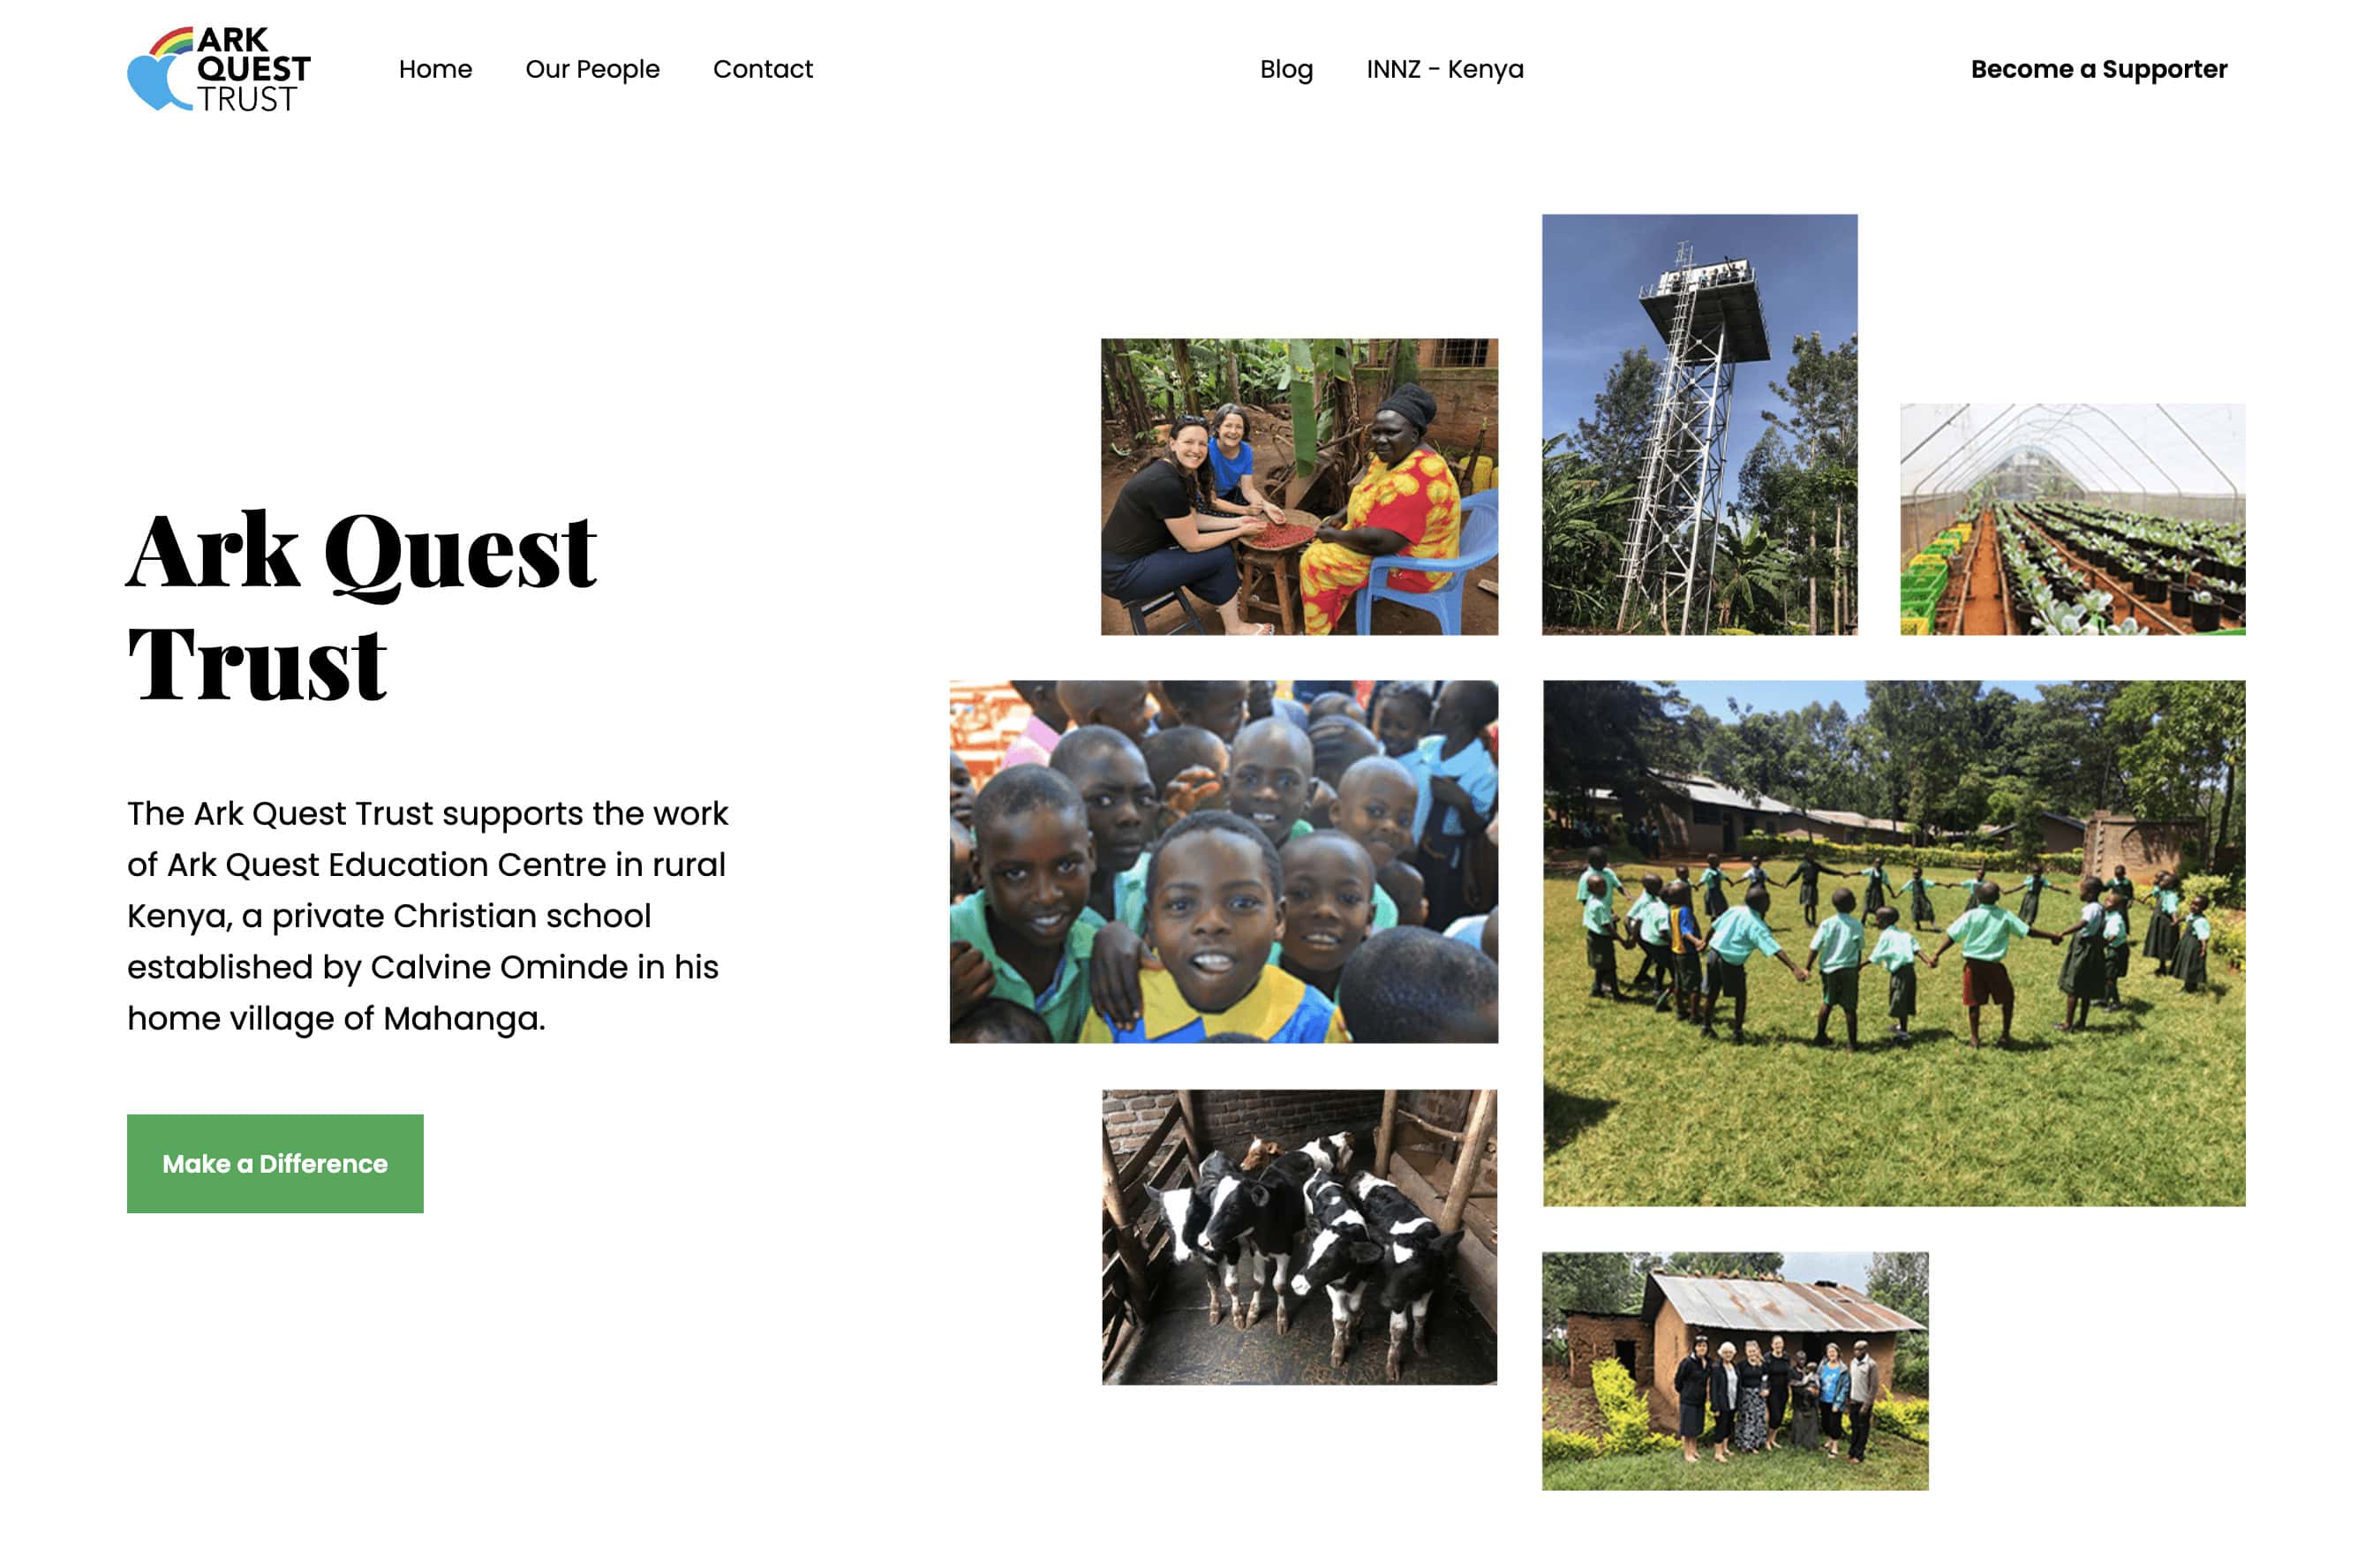 ARK
QUEST
TRUST
Home
Our People
Contact
Blog
INNZ - Kenya
Become a Supporter
Ark Quest
Trust
The Ark Quest Trust supports the work
of Ark Quest Education Centre in rural
Kenya, a private Christian school
established by Calvine Ominde in his
home village of Mahanga.
Make a Difference